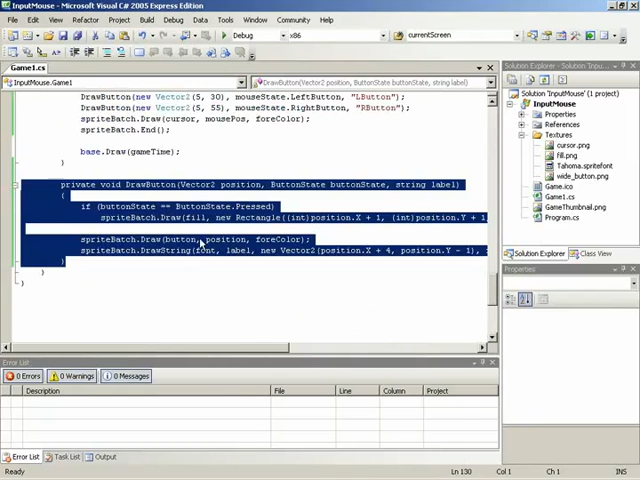 InputMouse - Microsoft Visual C# 2005 Express Edition
File Edit View Refactor Project Build Debug Data Tools Window Community Help
Debug x86 currentScreen
Game1.cs
InputMouse.Game1 DrawButton(Vector2 position, ButtonState buttonState, string label)
DrawButton(new Vector2(5, 30), mouseState.LeftButton, "LButton");
DrawButton(new Vector2(5, 55), mouseState.RightButton, "RButton");
spriteBatch.Draw(cursor, mousePos, foreColor);
spriteBatch.End();
base.Draw(gameTime);
}
private void DrawButton(Vector2 position, ButtonState buttonState, string label)
{
if (buttonState == ButtonState.Pressed)
spriteBatch.Draw(fill, new Rectangle((int)position.X + 1, (int)position.Y + 1
spriteBatch.Draw(button, position, foreColor);
spriteBatch.DrawString(font, label, new Vector2(position.X + 4, position.Y - 1),
}
}
}
Solution Explorer - InputMouse
Solution 'InputMouse' (1 project)
InputMouse
Properties
References
Textures
cursor.png
fill.png
Tahoma.spritefont
wide_button.png
Game.ico
Game1.cs
GameThumbnail.png
Program.cs
Solution Explorer Class View
Properties
Error List
0 Errors 0 Warnings 0 Messages
Description File Line Column Project
Error List Task List Output
Ready Ln 130 Col 1 Ch 1